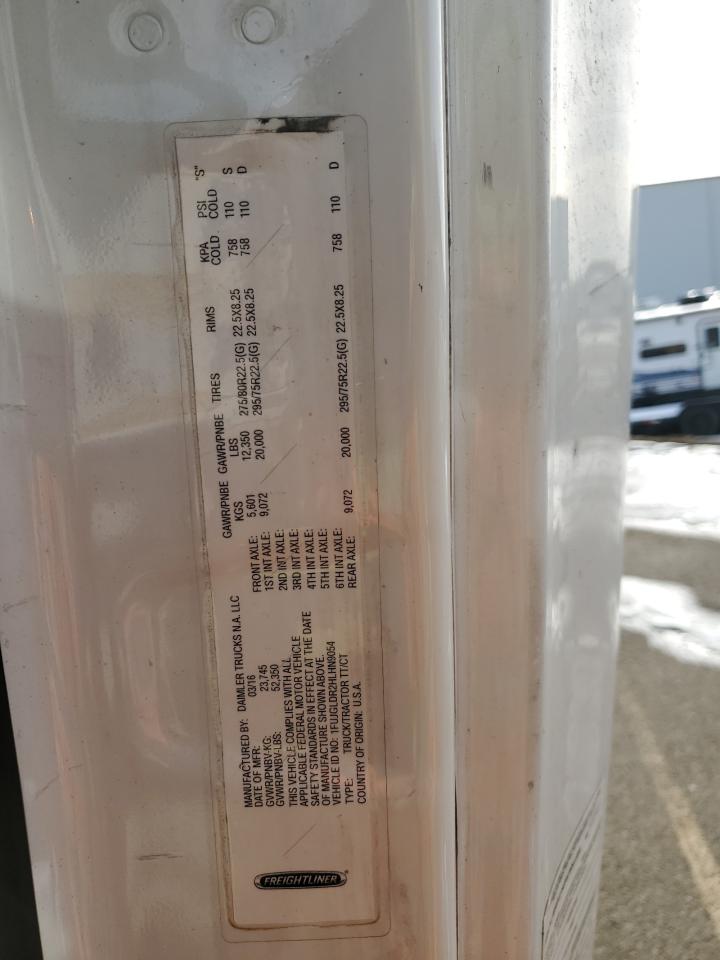 FREIGHTLINER
MANUFACTURED BY: DAIMLER TRUCKS N.A. LLC
DATE OF MFR: 03/16
GVWR/PNBV-KG: 23,745
GVWR/PNBV-LBS: 52,350
THIS VEHICLE COMPLIES WITH ALL
APPLICABLE FEDERAL MOTOR VEHICLE
SAFETY STANDARDS IN EFFECT AT THE DATE
OF MANUFACTURE SHOWN ABOVE.
VEHICLE ID NO: 1FUJGLDR2HLHN9054
TYPE: TRUCK/TRACTOR TT/CT
COUNTRY OF ORIGIN: U.S.A.
GAWR/PNBE GAWR/PNBE TIRES RIMS KPA PSI "S"
KGS LBS COLD COLD
FRONT AXLE: 5,601 12,350 275/80R22.5(G) 22.5X8.25 758 110 S
1ST INT AXLE: 9,072 20,000 295/75R22.5(G) 22.5X8.25 758 110 D
2ND INT AXLE:
3RD INT AXLE:
4TH INT AXLE:
5TH INT AXLE:
6TH INT AXLE:
REAR AXLE: 9,072 20,000 295/75R22.5(G) 22.5X8.25 758 110 D